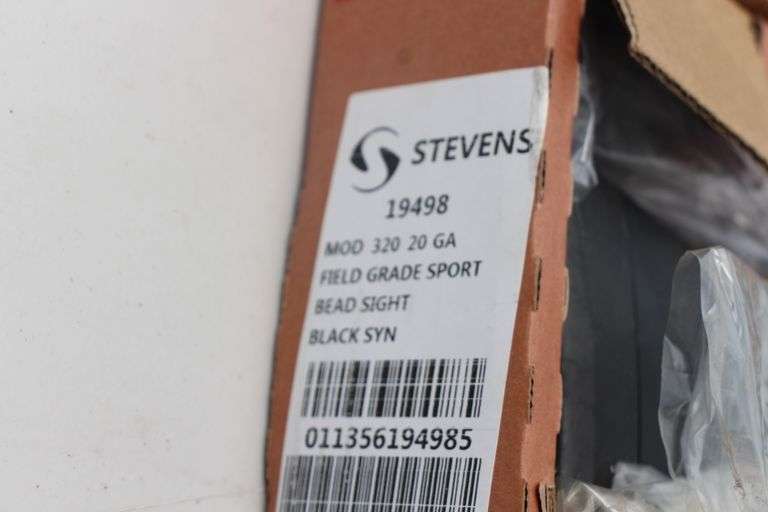 STEVENS
19498
MOD 320 20 GA
FIELD GRADE SPORT
BEAD SIGHT
BLACK SYN
011356194985